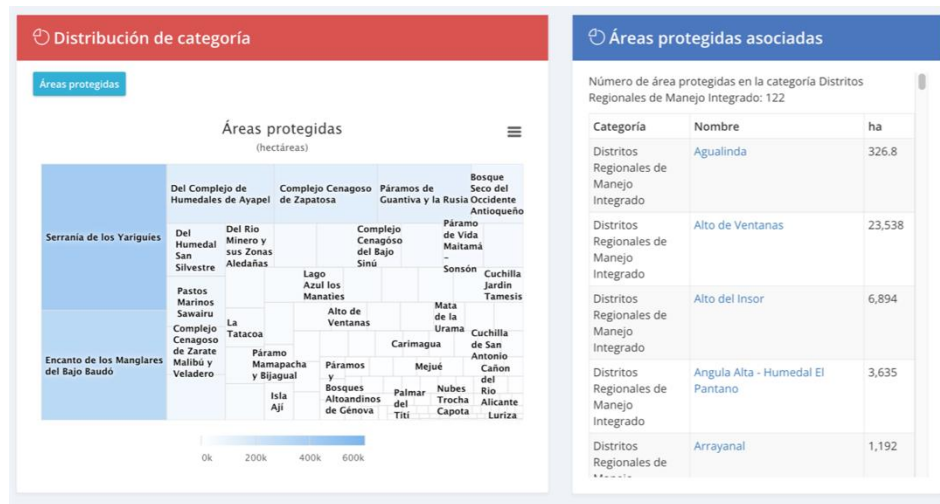 Distribución de categoría
Áreas protegidas
Áreas protegidas
(hectáreas)
Serranía de los Yariguíes
Encanto de los Manglares
del Bajo Baudó
Del Complejo de
Humedales de Ayapel
Complejo Cenagoso
de Zapatosa
Páramos de
Guantiva y la Rusia
Bosque
Seco del
Occidente
Antioqueño
Del
Humedal
San
Silvestre
Del Rio
Minero y
sus Zonas
Aledañas
Complejo
Cenagóso
del Bajo
Sinú
Páramo
de Vida
Maitamá
–
Sonsón
Pastos
Marinos
Sawairu
Lago
Azul los
Manaties
Cuchilla
Jardin
Tamesis
Complejo
Cenagoso
de Zarate
Malibú y
Veladero
La
Tatacoa
Alto de
Ventanas
Mata
de la
Urama
Carimagua
Cuchilla
de San
Antonio
Páramo
Mamapacha
y Bijagual
Páramos
y
Bosques
Altoandinos
de Génova
Mejué
Cañon
del
Rio
Alicante
Isla
Ají
Palmar
del
Tití
Nubes
Trocha
Capota
Luriza
0k 200k 400k 600k
Áreas protegidas asociadas
Número de área protegidas en la categoría Distritos
Regionales de Manejo Integrado: 122
Categoría Nombre ha
Distritos Agualinda 326.8
Regionales de
Manejo
Integrado
Distritos Alto de Ventanas 23,538
Regionales de
Manejo
Integrado
Distritos Alto del Insor 6,894
Regionales de
Manejo
Integrado
Distritos Angula Alta - Humedal El 3,635
Regionales de Pantano
Manejo
Integrado
Distritos Arrayanal 1,192
Regionales de